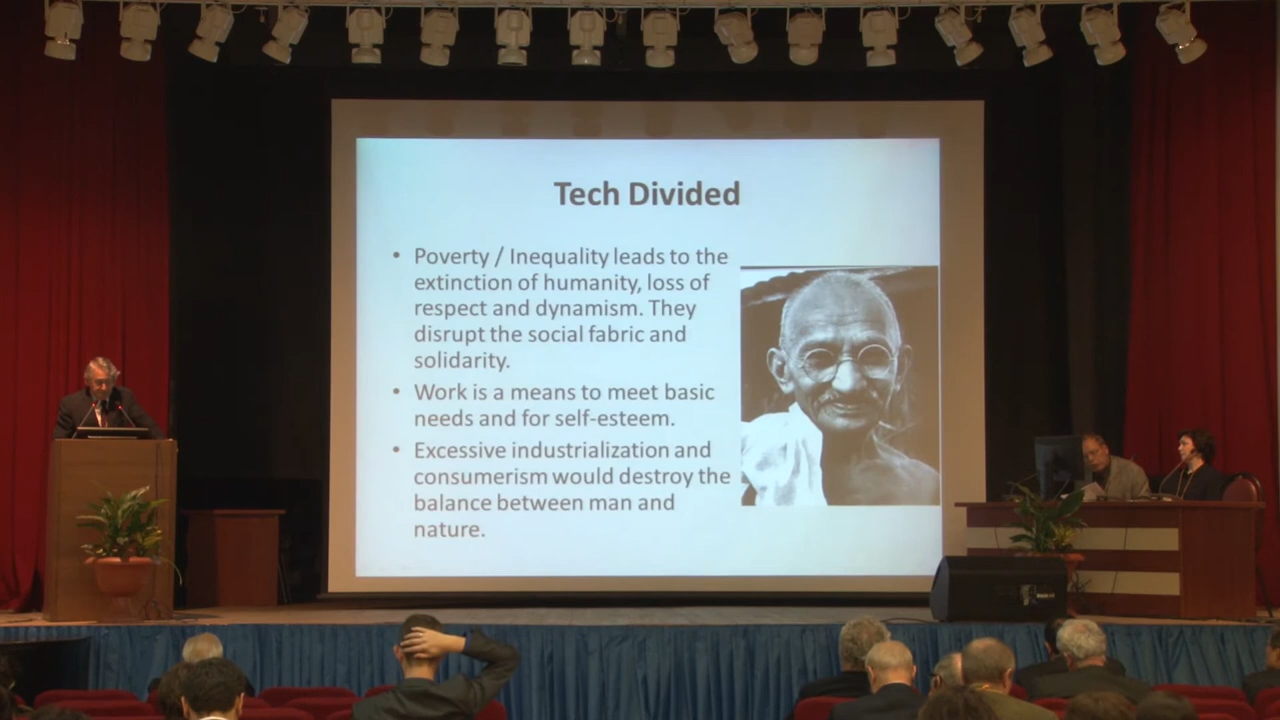 Tech Divided
• Poverty / Inequality leads to the
extinction of humanity, loss of
respect and dynamism. They
disrupt the social fabric and
solidarity.
• Work is a means to meet basic
needs and for self-esteem.
• Excessive industrialization and
consumerism would destroy the
balance between man and
nature.